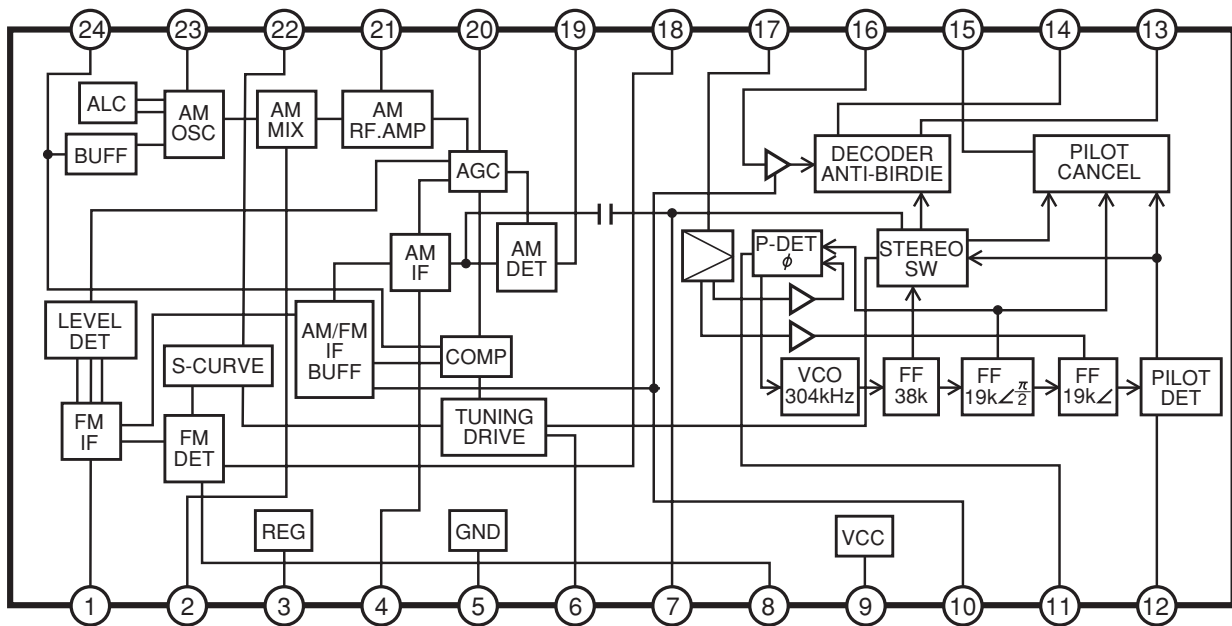 24 23 22 21 20 19 18 17 16 15 14 13
ALC
AM
OSC
AM
MIX
AM
RF.AMP
BUFF
AGC
DECODER
ANTI-BIRDIE
PILOT
CANCEL
AM
IF
AM
DET
P-DET
ϕ
STEREO
SW
LEVEL
DET
AM/FM
IF
BUFF
S-CURVE
COMP
VCO
304kHz
FF
38k
FF
19k∠π/2
FF
19k∠
PILOT
DET
FM
IF
FM
DET
TUNING
DRIVE
REG
GND
VCC
1 2 3 4 5 6 7 8 9 10 11 12